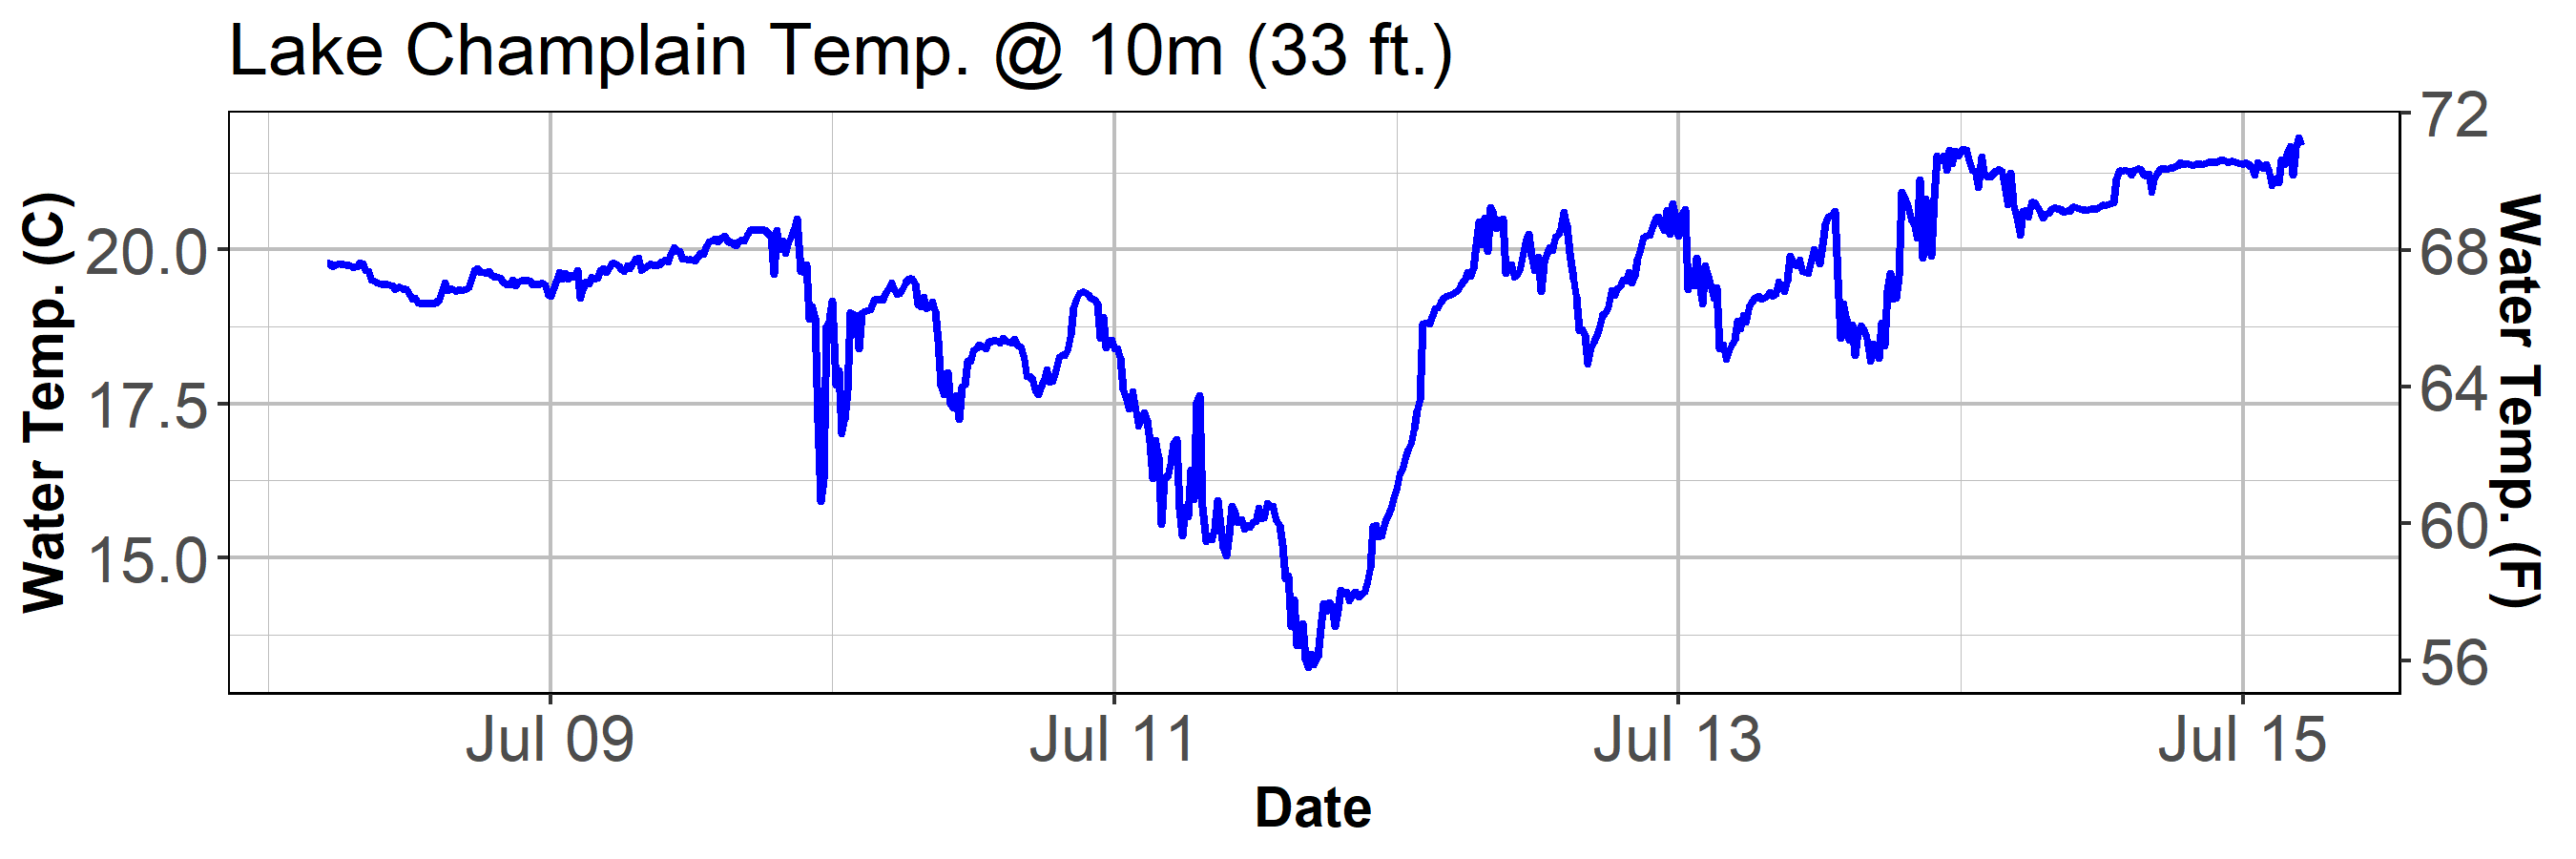 Lake Champlain Temp. @ 10m (33 ft.)
Water Temp. (C)
20.0
17.5
15.0
72
68
64
60
56
Water Temp. (F)
Jul 09
Jul 11
Jul 13
Jul 15
Date